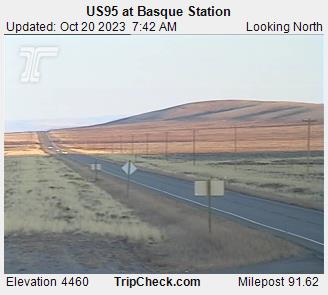 US95 at Basque Station
Updated: Oct 20 2023 7:42 AM Looking North
Elevation 4460 TripCheck.com Milepost 91.62